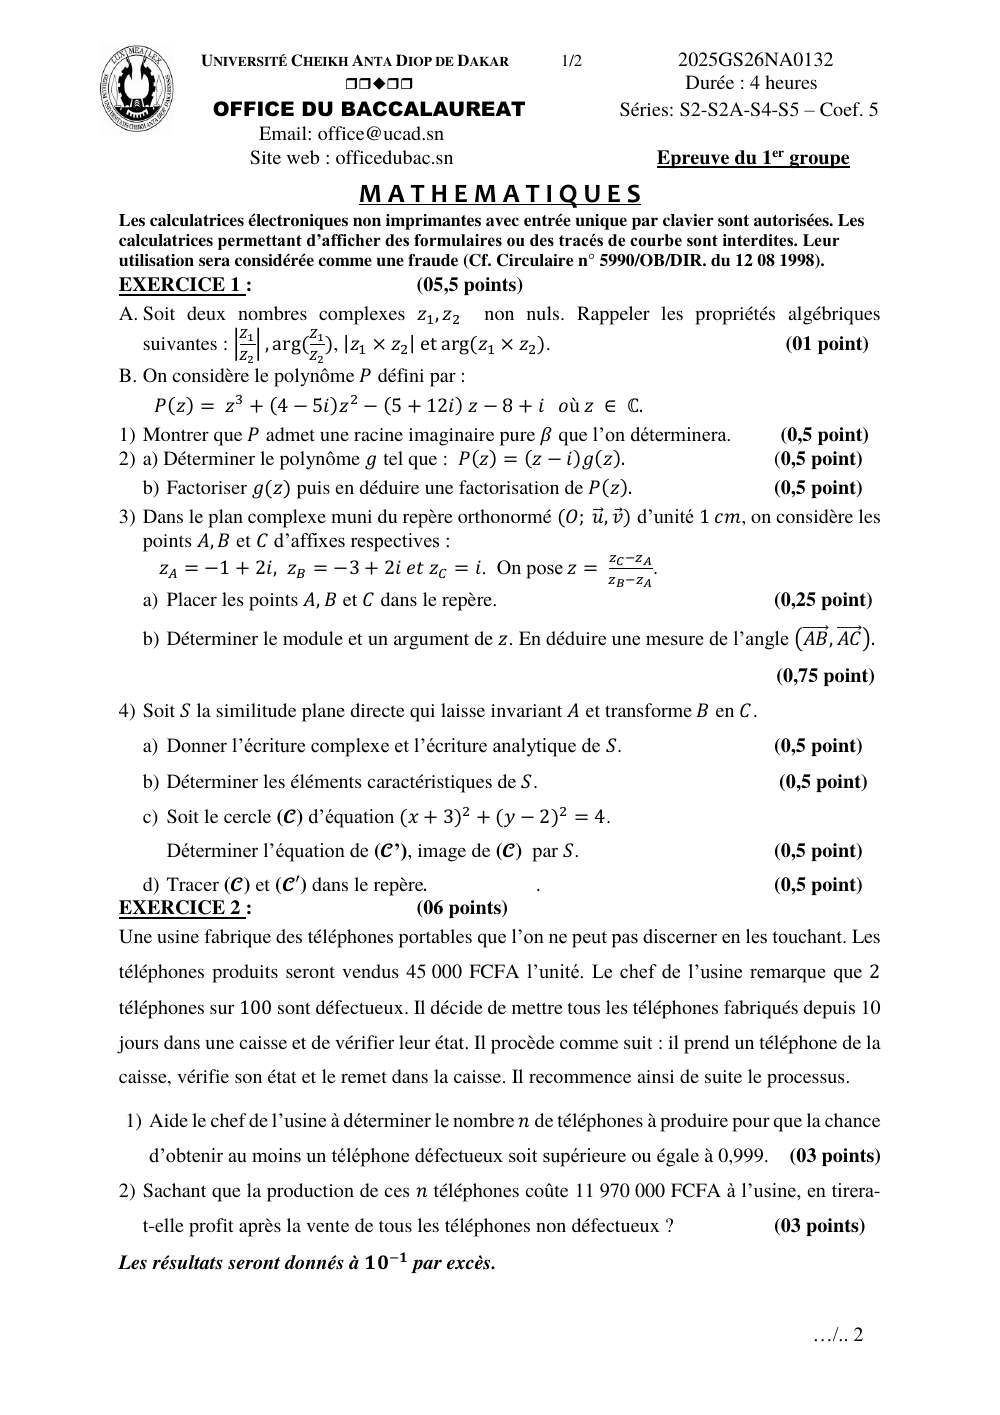 UNIVERSITÉ CHEIKH ANTA DIOP DE DAKAR 1/2 2025GS26NA0132
❒❒◆❒❒ Durée : 4 heures
OFFICE DU BACCALAUREAT Séries: S2-S2A-S4-S5 – Coef. 5
Email: office@ucad.sn
Site web : officedubac.sn Epreuve du 1er groupe
MATHEMATIQUES
Les calculatrices électroniques non imprimantes avec entrée unique par clavier sont autorisées. Les
calculatrices permettant d’afficher des formulaires ou des tracés de courbe sont interdites. Leur
utilisation sera considérée comme une fraude (Cf. Circulaire n° 5990/OB/DIR. du 12 08 1998).
EXERCICE 1 : (05,5 points)
A. Soit deux nombres complexes z₁, z₂ non nuls. Rappeler les propriétés algébriques
suivantes : |z₁/z₂| , arg(z₁/z₂), |z₁ × z₂| et arg(z₁ × z₂). (01 point)
B. On considère le polynôme P défini par :
P(z) = z³ + (4 − 5i)z² − (5 + 12i) z − 8 + i où z ∈ ℂ.
1) Montrer que P admet une racine imaginaire pure β que l’on déterminera. (0,5 point)
2) a) Déterminer le polynôme g tel que : P(z) = (z − i)g(z). (0,5 point)
b) Factoriser g(z) puis en déduire une factorisation de P(z). (0,5 point)
3) Dans le plan complexe muni du repère orthonormé (O; u⃗, v⃗) d’unité 1 cm, on considère les
points A, B et C d’affixes respectives :
z_A = −1 + 2i, z_B = −3 + 2i et z_C = i. On pose z = (z_C−z_A)/(z_B−z_A).
a) Placer les points A, B et C dans le repère. (0,25 point)
b) Déterminer le module et un argument de z. En déduire une mesure de l’angle (AB⃗, AC⃗).
(0,75 point)
4) Soit S la similitude plane directe qui laisse invariant A et transforme B en C.
a) Donner l’écriture complexe et l’écriture analytique de S. (0,5 point)
b) Déterminer les éléments caractéristiques de S. (0,5 point)
c) Soit le cercle (𝓒) d’équation (x + 3)² + (y − 2)² = 4.
Déterminer l’équation de (𝓒’), image de (𝓒) par S. (0,5 point)
d) Tracer (𝓒) et (𝓒′) dans le repère. . (0,5 point)
EXERCICE 2 : (06 points)
Une usine fabrique des téléphones portables que l’on ne peut pas discerner en les touchant. Les
téléphones produits seront vendus 45 000 FCFA l’unité. Le chef de l’usine remarque que 2
téléphones sur 100 sont défectueux. Il décide de mettre tous les téléphones fabriqués depuis 10
jours dans une caisse et de vérifier leur état. Il procède comme suit : il prend un téléphone de la
caisse, vérifie son état et le remet dans la caisse. Il recommence ainsi de suite le processus.
1) Aide le chef de l’usine à déterminer le nombre n de téléphones à produire pour que la chance
d’obtenir au moins un téléphone défectueux soit supérieure ou égale à 0,999. (03 points)
2) Sachant que la production de ces n téléphones coûte 11 970 000 FCFA à l’usine, en tirera-
t-elle profit après la vente de tous les téléphones non défectueux ? (03 points)
Les résultats seront donnés à 10⁻¹ par excès.
…/.. 2